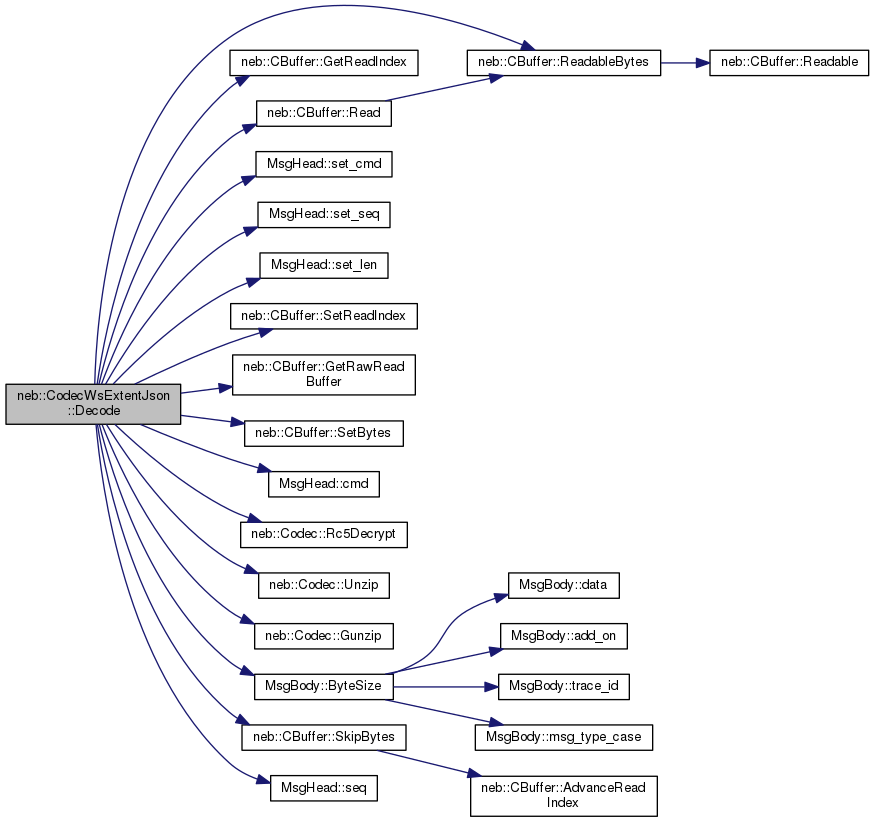 neb::CBuffer::GetReadIndex
neb::CBuffer::ReadableBytes
neb::CBuffer::Readable
neb::CBuffer::Read
MsgHead::set_cmd
MsgHead::set_seq
MsgHead::set_len
neb::CBuffer::SetReadIndex
neb::CBuffer::GetRawRead
Buffer
neb::CodecWsExtentJson
::Decode
neb::CBuffer::SetBytes
MsgHead::cmd
neb::Codec::Rc5Decrypt
neb::Codec::Unzip
MsgBody::data
neb::Codec::Gunzip
MsgBody::add_on
MsgBody::ByteSize
MsgBody::trace_id
neb::CBuffer::SkipBytes
MsgBody::msg_type_case
MsgHead::seq
neb::CBuffer::AdvanceRead
Index